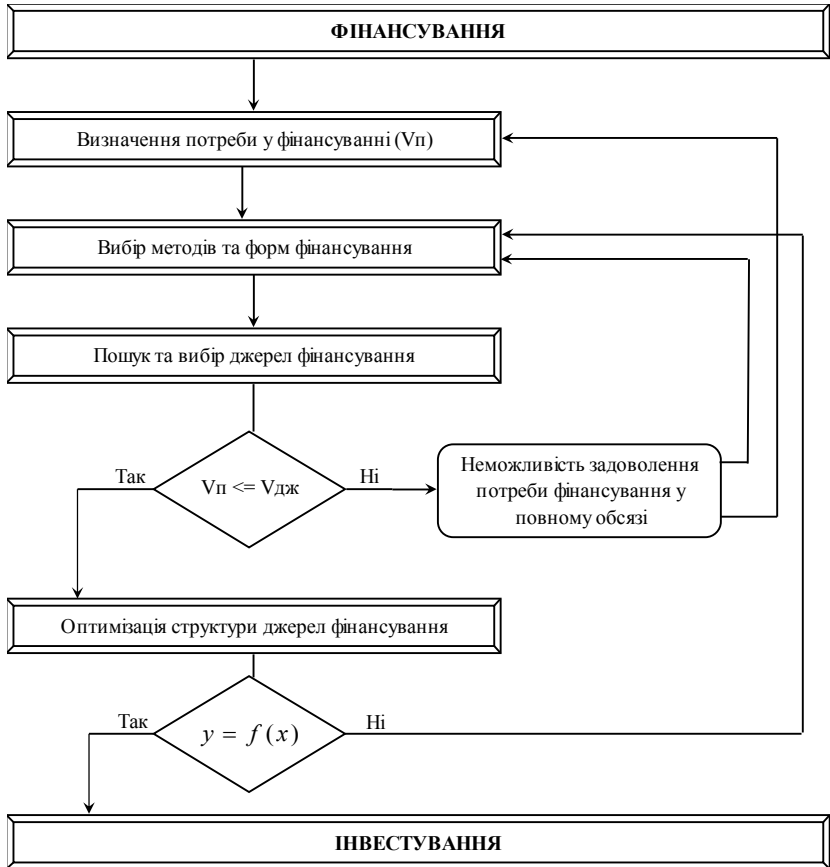 ФІНАНСУВАННЯ
Визначення потреби у фінансуванні (Vп)
Вибір методів та форм фінансування
Пошук та вибір джерел фінансування
Так
Vп <= Vдж
Ні
Неможливість задоволення
потреби фінансування у
повному обсязі
Оптимізація структури джерел фінансування
Так
y = f (x)
Ні
ІНВЕСТУВАННЯ